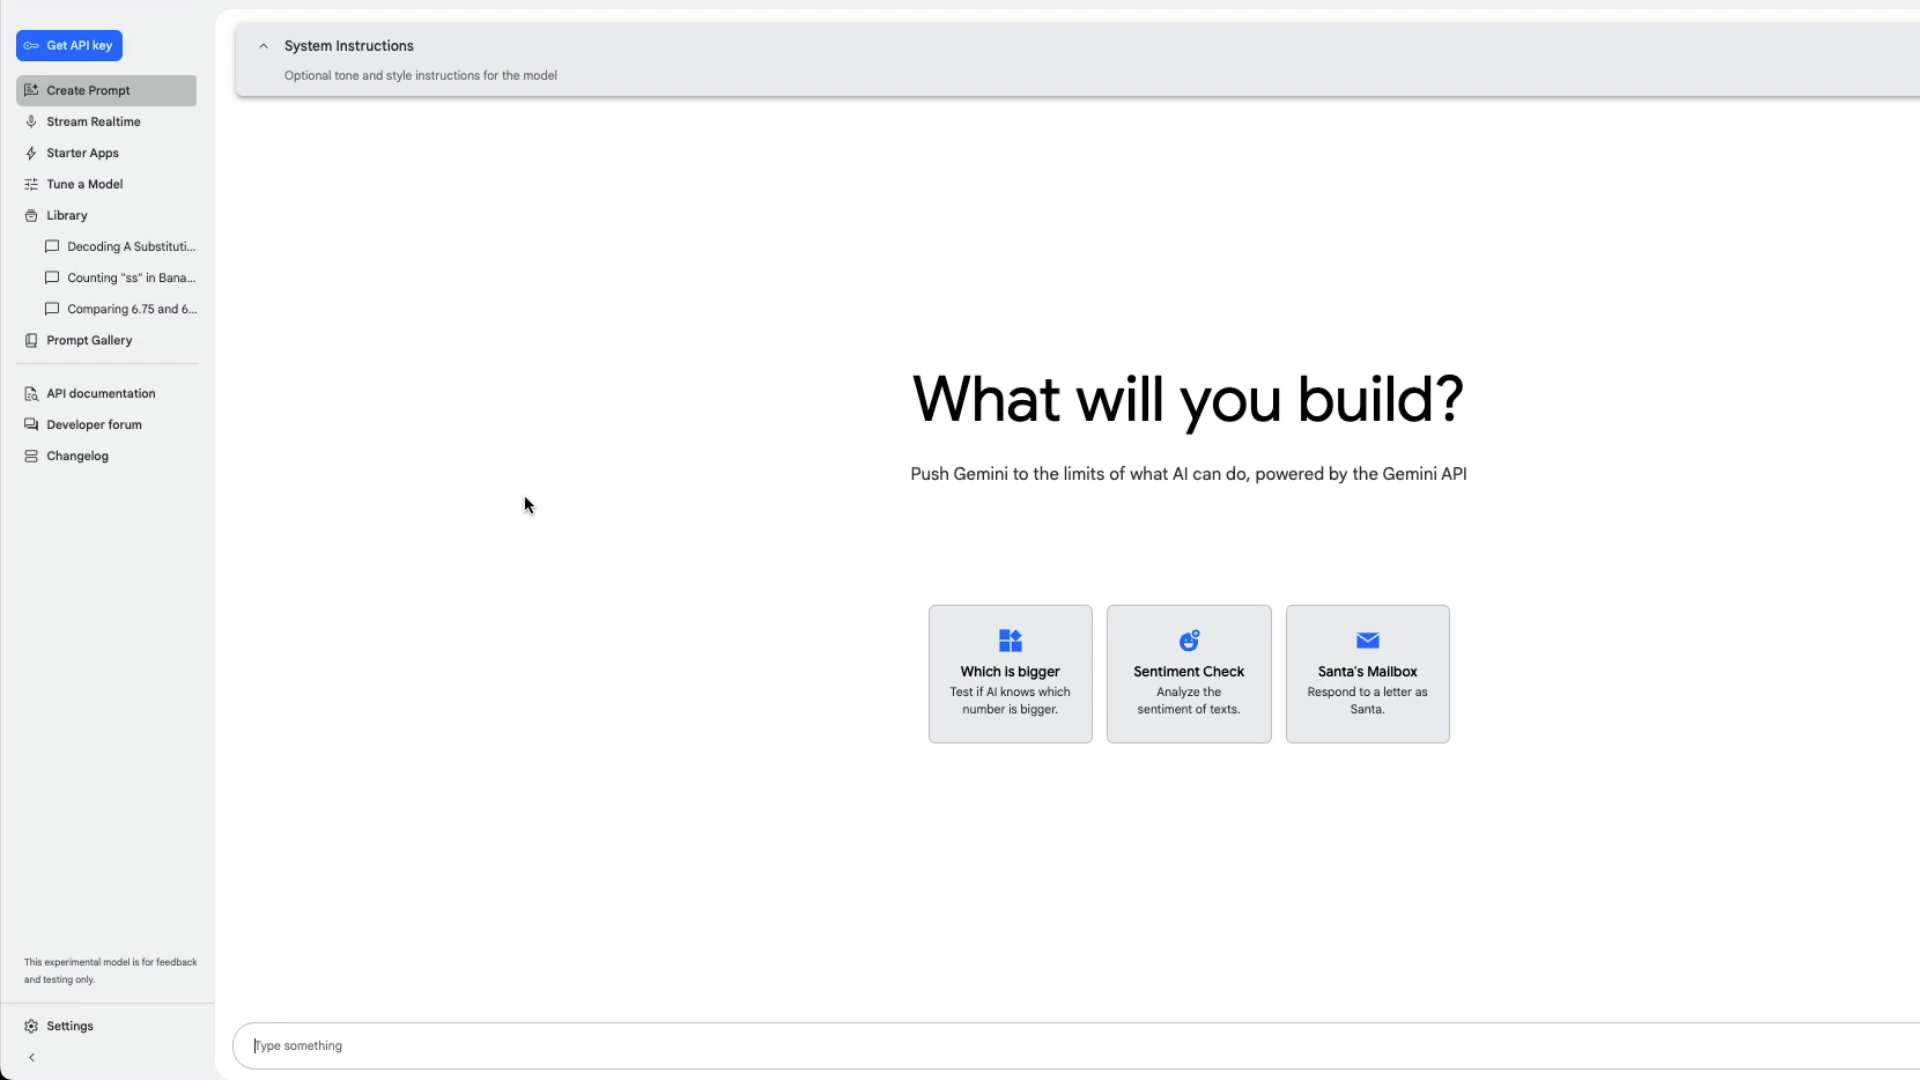 Get API key
Create Prompt
Stream Realtime
Starter Apps
Tune a Model
Library
Decoding A Substituti...
Counting "ss" in Bana...
Comparing 6.75 and 6...
Prompt Gallery
API documentation
Developer forum
Changelog
This experimental model is for feedback
and testing only.
Settings
System Instructions
Optional tone and style instructions for the model
What will you build?
Push Gemini to the limits of what AI can do, powered by the Gemini API
Which is bigger
Test if AI knows which
number is bigger.
Sentiment Check
Analyze the
sentiment of texts.
Santa's Mailbox
Respond to a letter as
Santa.
Type something